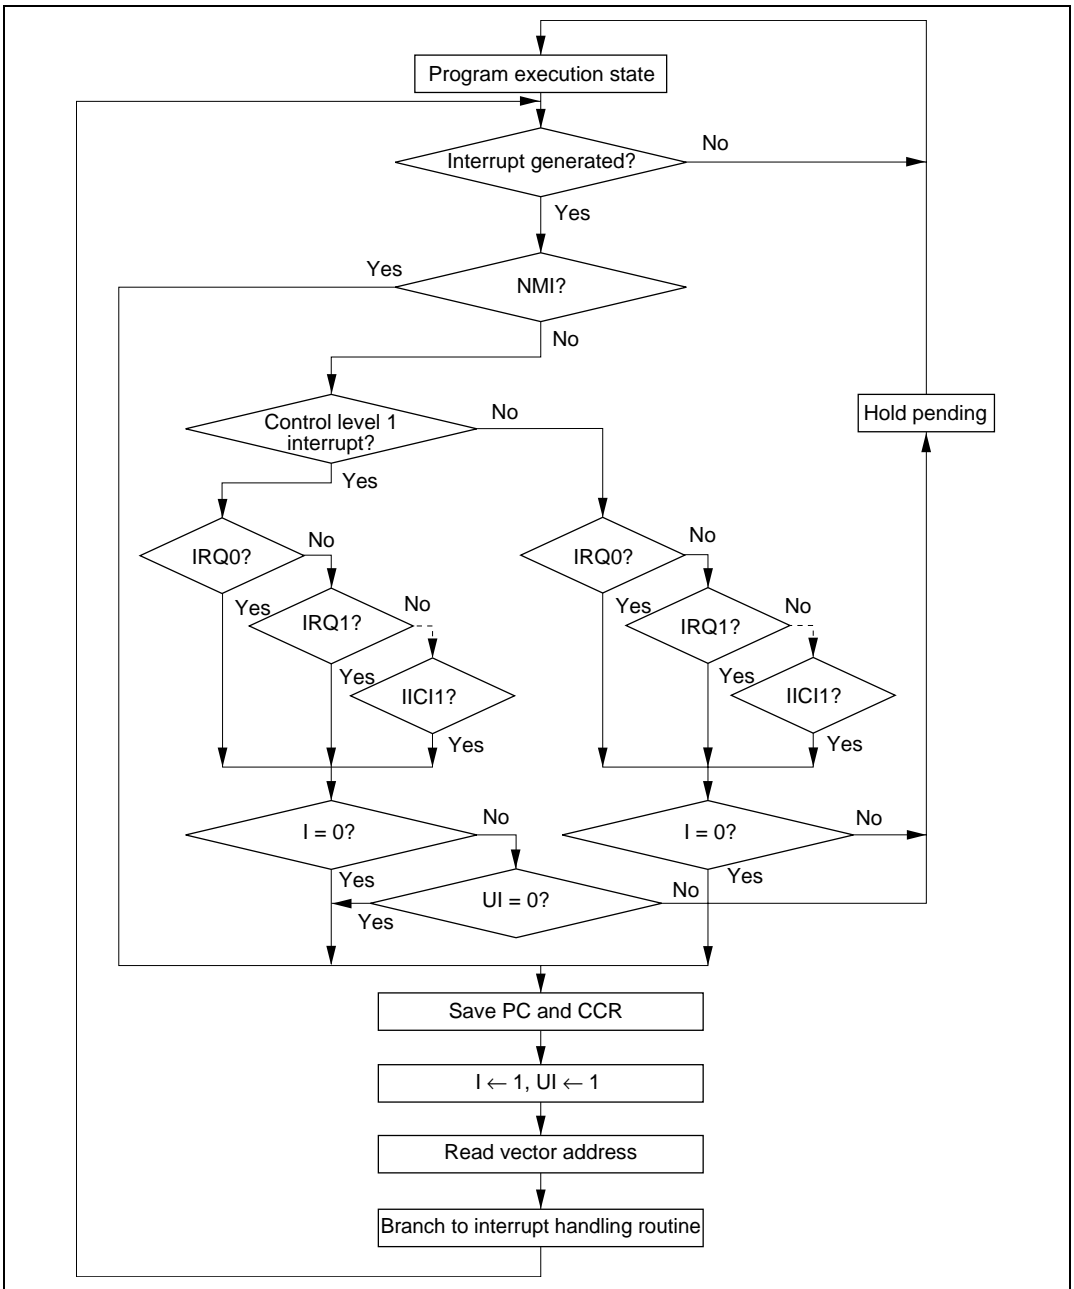 Program execution state
No
Interrupt generated?
Yes
Yes
NMI?
No
Control level 1
interrupt?
No
Hold pending
Yes
IRQ0?
No
IRQ0?
No
Yes
IRQ1?
No
Yes
IRQ1?
No
Yes
IICI1?
Yes
IICI1?
Yes
Yes
I = 0?
No
I = 0?
No
Yes
UI = 0?
No
Yes
Yes
Save PC and CCR
I ← 1, UI ← 1
Read vector address
Branch to interrupt handling routine